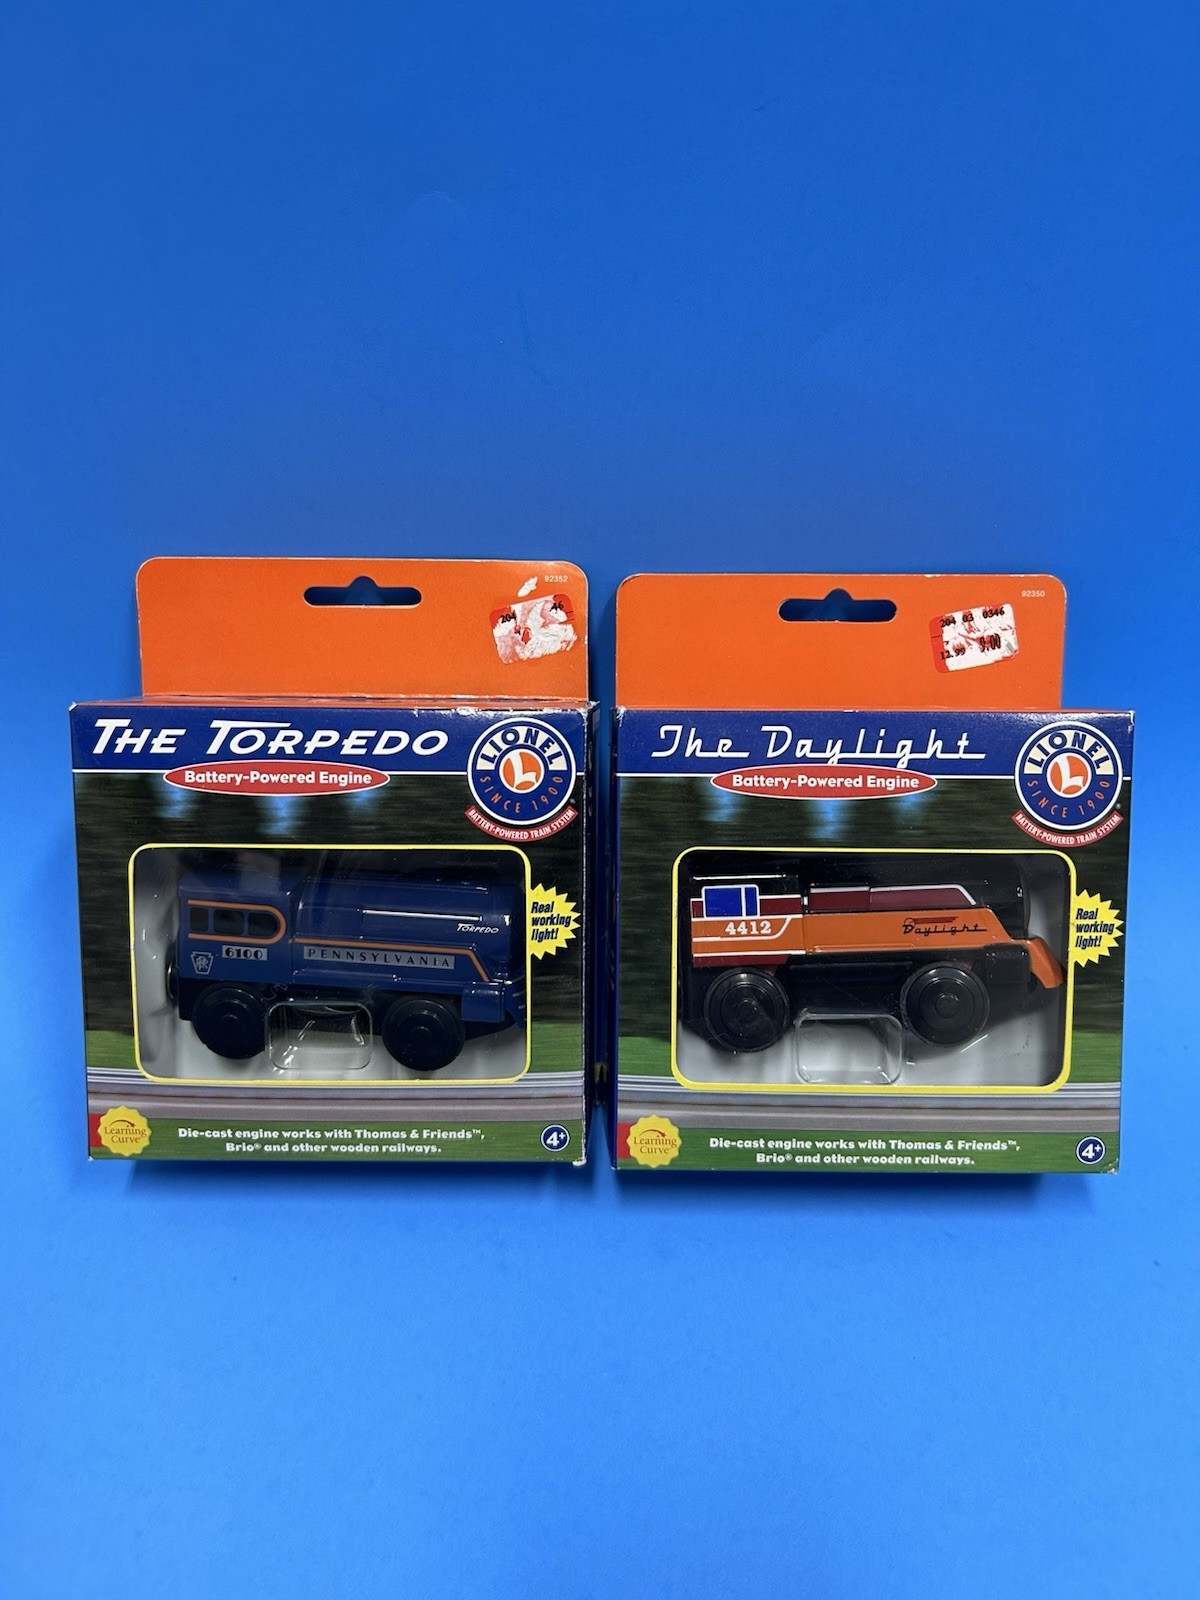 92352
204 46
THE TORPEDO
Battery-Powered Engine
LIONEL
L
SINCE 1900
BATTERY-POWERED TRAIN SYSTEM
Real
working
light!
TORPEDO
6100
PENNSYLVANIA
Learning
Curve®
Die-cast engine works with Thomas & Friends™,
Brio® and other wooden railways.
4+
92350
204 03 0346
12.99 9.00
The Daylight
Battery-Powered Engine
LIONEL
L
SINCE 1900
BATTERY-POWERED TRAIN SYSTEM
Real
working
light!
4412
Daylight
Learning
Curve®
Die-cast engine works with Thomas & Friends™,
Brio® and other wooden railways.
4+